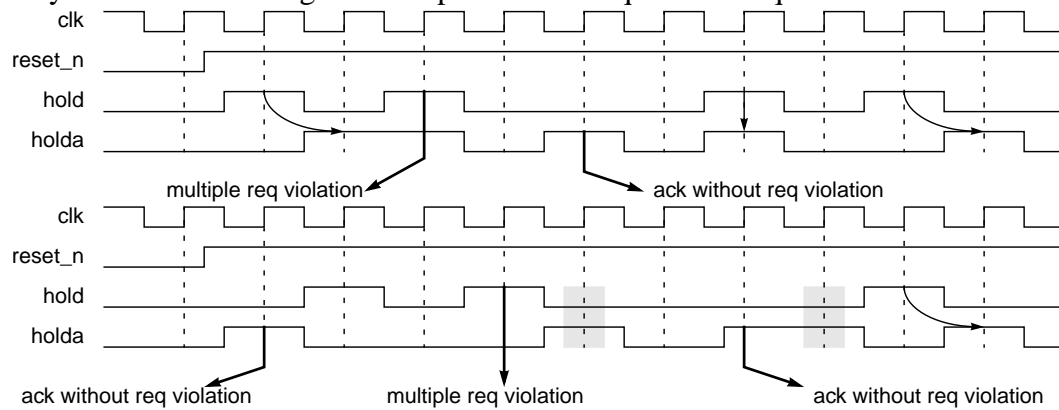 clk
reset_n
hold
holda
multiple req violation
ack without req violation
clk
reset_n
hold
holda
ack without req violation
multiple req violation
ack without req violation